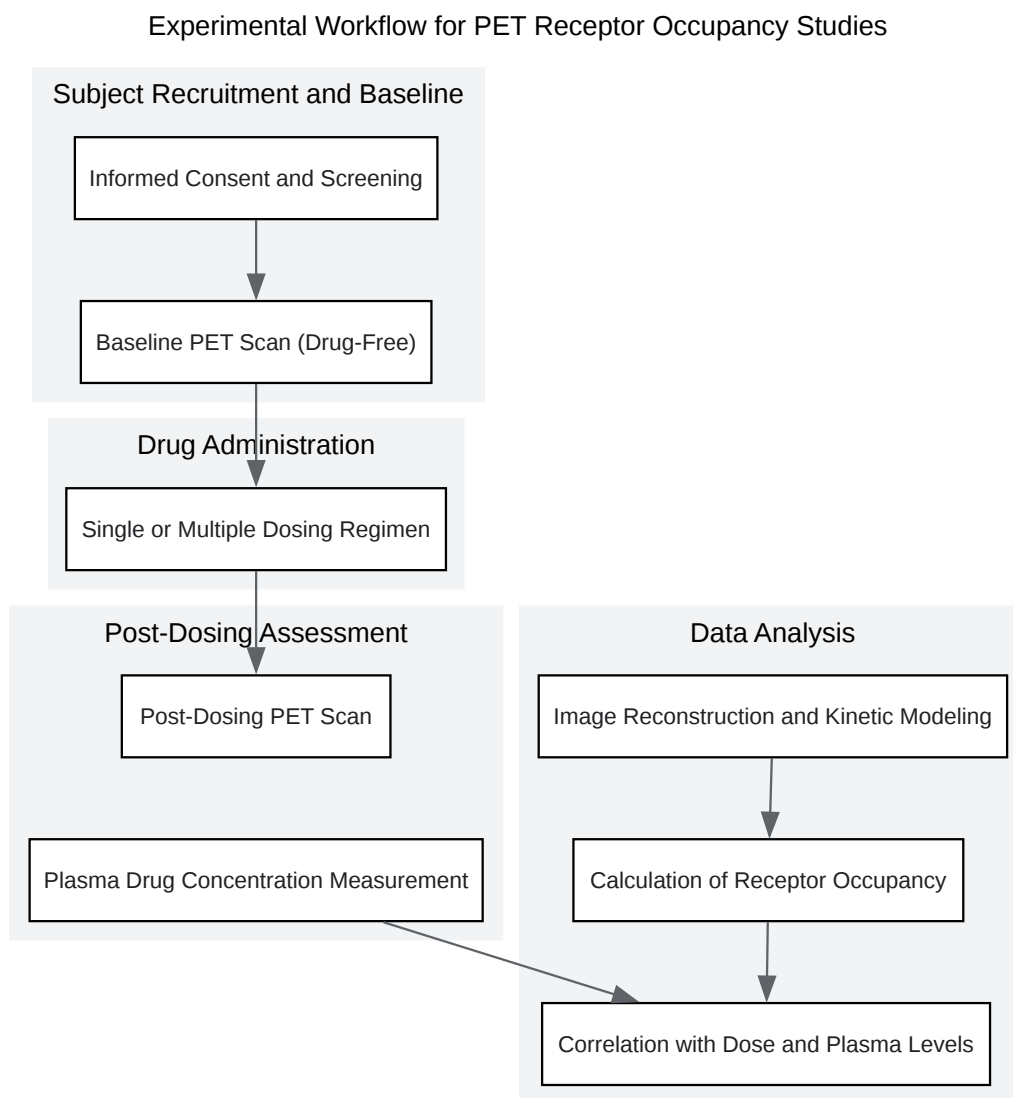 Experimental Workflow for PET Receptor Occupancy Studies
Subject Recruitment and Baseline
Informed Consent and Screening
Baseline PET Scan (Drug-Free)
Drug Administration
Single or Multiple Dosing Regimen
Post-Dosing Assessment
Post-Dosing PET Scan
Plasma Drug Concentration Measurement
Data Analysis
Image Reconstruction and Kinetic Modeling
Calculation of Receptor Occupancy
Correlation with Dose and Plasma Levels